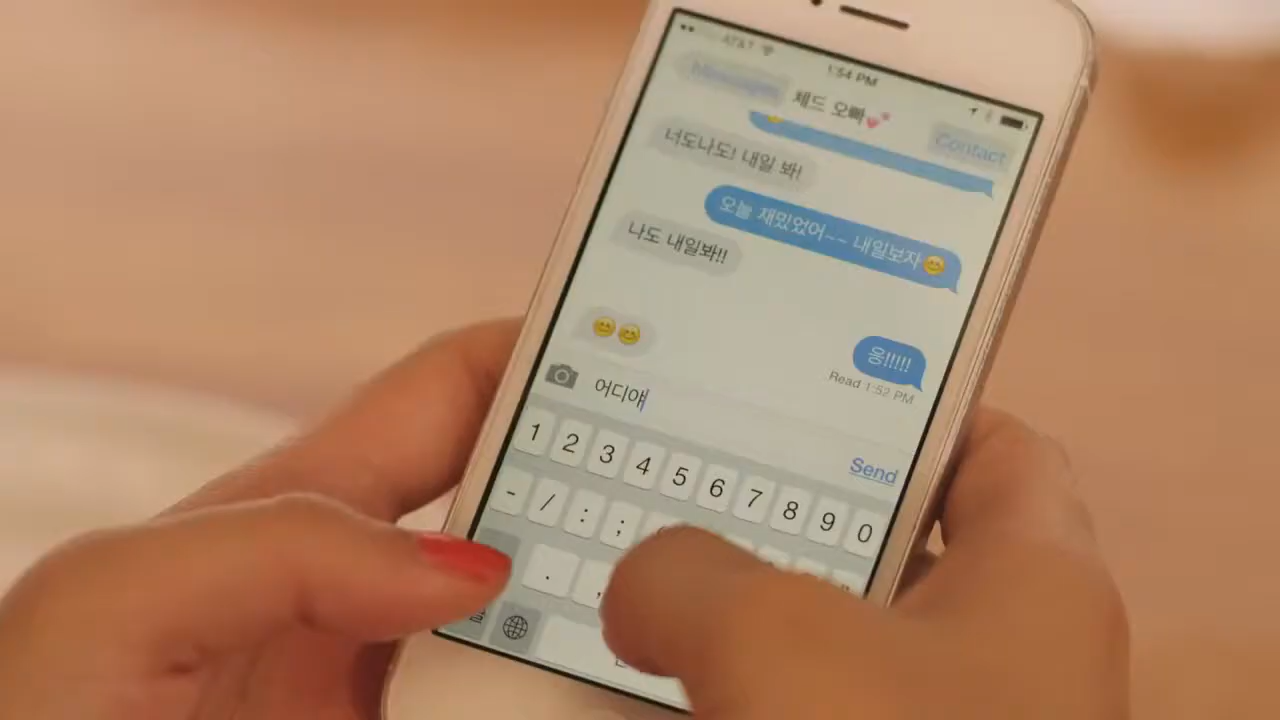 AT&T
1:54 PM
Messages
체드 오빠💕
Contact
너도나도! 내일 봐!
오늘 재밌었어~~ 내일보자😊
나도 내일봐!!
😊😊
웅!!!!!
Read 1:52 PM
어디얘
Send
1 2 3 4 5 6 7 8 9 0
- / : ;
. ,